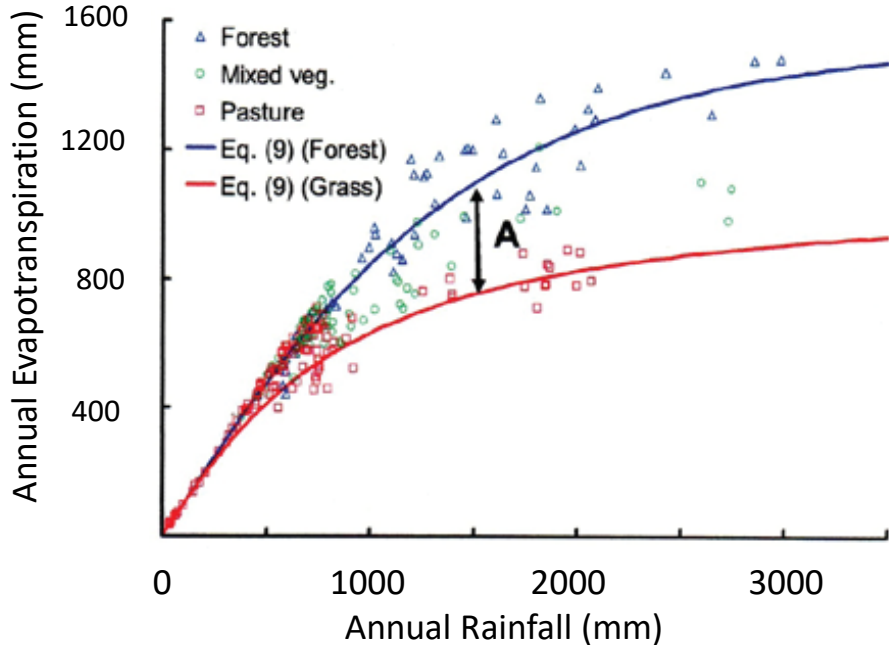 1600
1200
800
400
Annual Evapotranspiration (mm)
Forest
Mixed veg.
Pasture
Eq. (9) (Forest)
Eq. (9) (Grass)
A
0 1000 2000 3000
Annual Rainfall (mm)